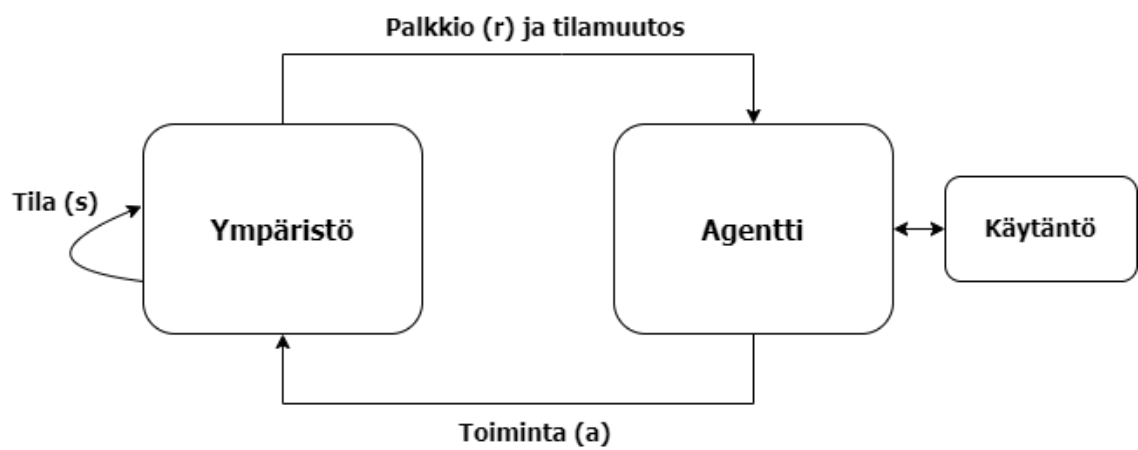 Palkkio (r) ja tilamuutos
Tila (s)
Ympäristö
Agentti
Käytäntö
Toiminta (a)